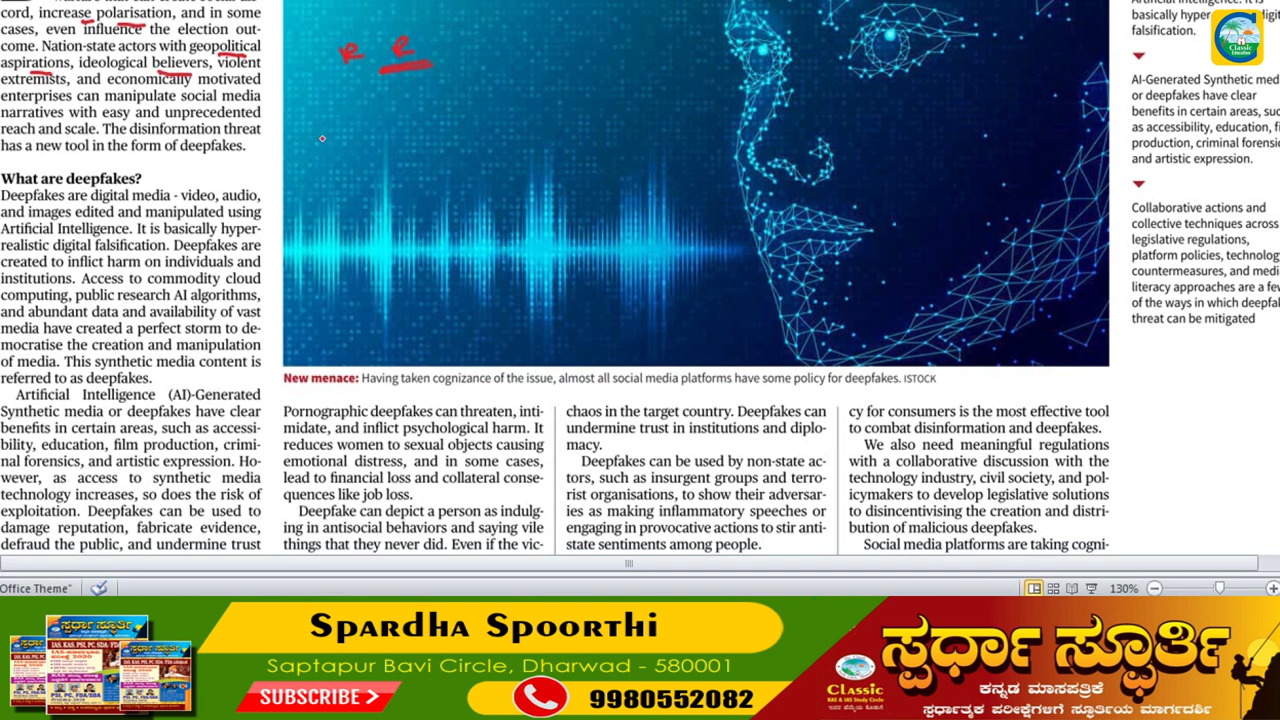 cord, increase polarisation, and in some
cases, even influence the election out-
come. Nation-state actors with geopolitical
aspirations, ideological believers, violent
extremists, and economically motivated
enterprises can manipulate social media
narratives with easy and unprecedented
reach and scale. The disinformation threat
has a new tool in the form of deepfakes.
What are deepfakes?
Deepfakes are digital media - video, audio,
and images edited and manipulated using
Artificial Intelligence. It is basically hyper-
realistic digital falsification. Deepfakes are
created to inflict harm on individuals and
institutions. Access to commodity cloud
computing, public research AI algorithms,
and abundant data and availability of vast
media have created a perfect storm to de-
mocratise the creation and manipulation
of media. This synthetic media content is
referred to as deepfakes.
Artificial Intelligence (AI)-Generated
Synthetic media or deepfakes have clear
benefits in certain areas, such as accessi-
bility, education, film production, crimi-
nal forensics, and artistic expression. Ho-
wever, as access to synthetic media
technology increases, so does the risk of
exploitation. Deepfakes can be used to
damage reputation, fabricate evidence,
defraud the public, and undermine trust
New menace: Having taken cognizance of the issue, almost all social media platforms have some policy for deepfakes. ISTOCK
Pornographic deepfakes can threaten, inti-
midate, and inflict psychological harm. It
reduces women to sexual objects causing
emotional distress, and in some cases,
lead to financial loss and collateral conse-
quences like job loss.
Deepfake can depict a person as indulg-
ing in antisocial behaviors and saying vile
things that they never did. Even if the vic-
chaos in the target country. Deepfakes can
undermine trust in institutions and diplo-
macy.
Deepfakes can be used by non-state ac-
tors, such as insurgent groups and terro-
rist organisations, to show their adversar-
ies as making inflammatory speeches or
engaging in provocative actions to stir anti-
state sentiments among people.
cy for consumers is the most effective tool
to combat disinformation and deepfakes.
We also need meaningful regulations
with a collaborative discussion with the
technology industry, civil society, and pol-
icymakers to develop legislative solutions
to disincentivising the creation and distri-
bution of malicious deepfakes.
Social media platforms are taking cogni-
basically hyper
falsification.
AI-Generated Synthetic med
or deepfakes have clear
benefits in certain areas, suc
as accessibility, education, fi
production, criminal forensi
and artistic expression.
Collaborative actions and
collective techniques across
legislative regulations,
platform policies, technolog
countermeasures, and medi
literacy approaches are a few
of the ways in which deepfak
threat can be mitigated
Classic
Education
Office Theme"
130%
Spardha Spoorthi
Saptapur Bavi Circle, Dharwad - 580001
SUBSCRIBE >
9980552082
Classic
KAS & IAS Study Circle
ಸ್ಪರ್ಧಾ ಸ್ಫೂರ್ತಿ
ಕನ್ನಡ ಮಾಸಪತ್ರಿಕೆ
ಸ್ಪರ್ಧಾತ್ಮಕ ಪರೀಕ್ಷೆಗಳಿಗೆ ಸ್ಫೂರ್ತಿಯ ಮಾರ್ಗದರ್ಶಿ